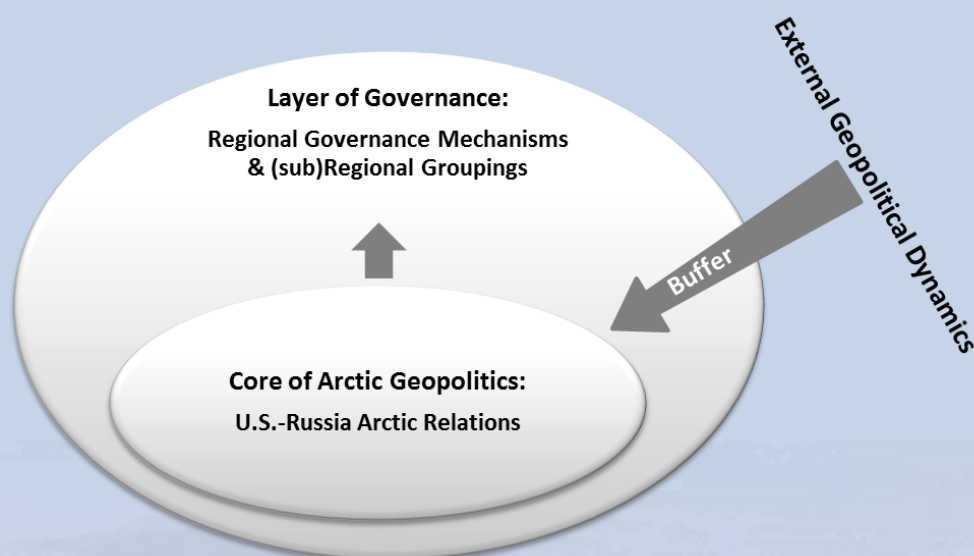 Layer of Governance:
Regional Governance Mechanisms
& (sub)Regional Groupings
External Geopolitical Dynamics
Buffer
Core of Arctic Geopolitics:
U.S.-Russia Arctic Relations